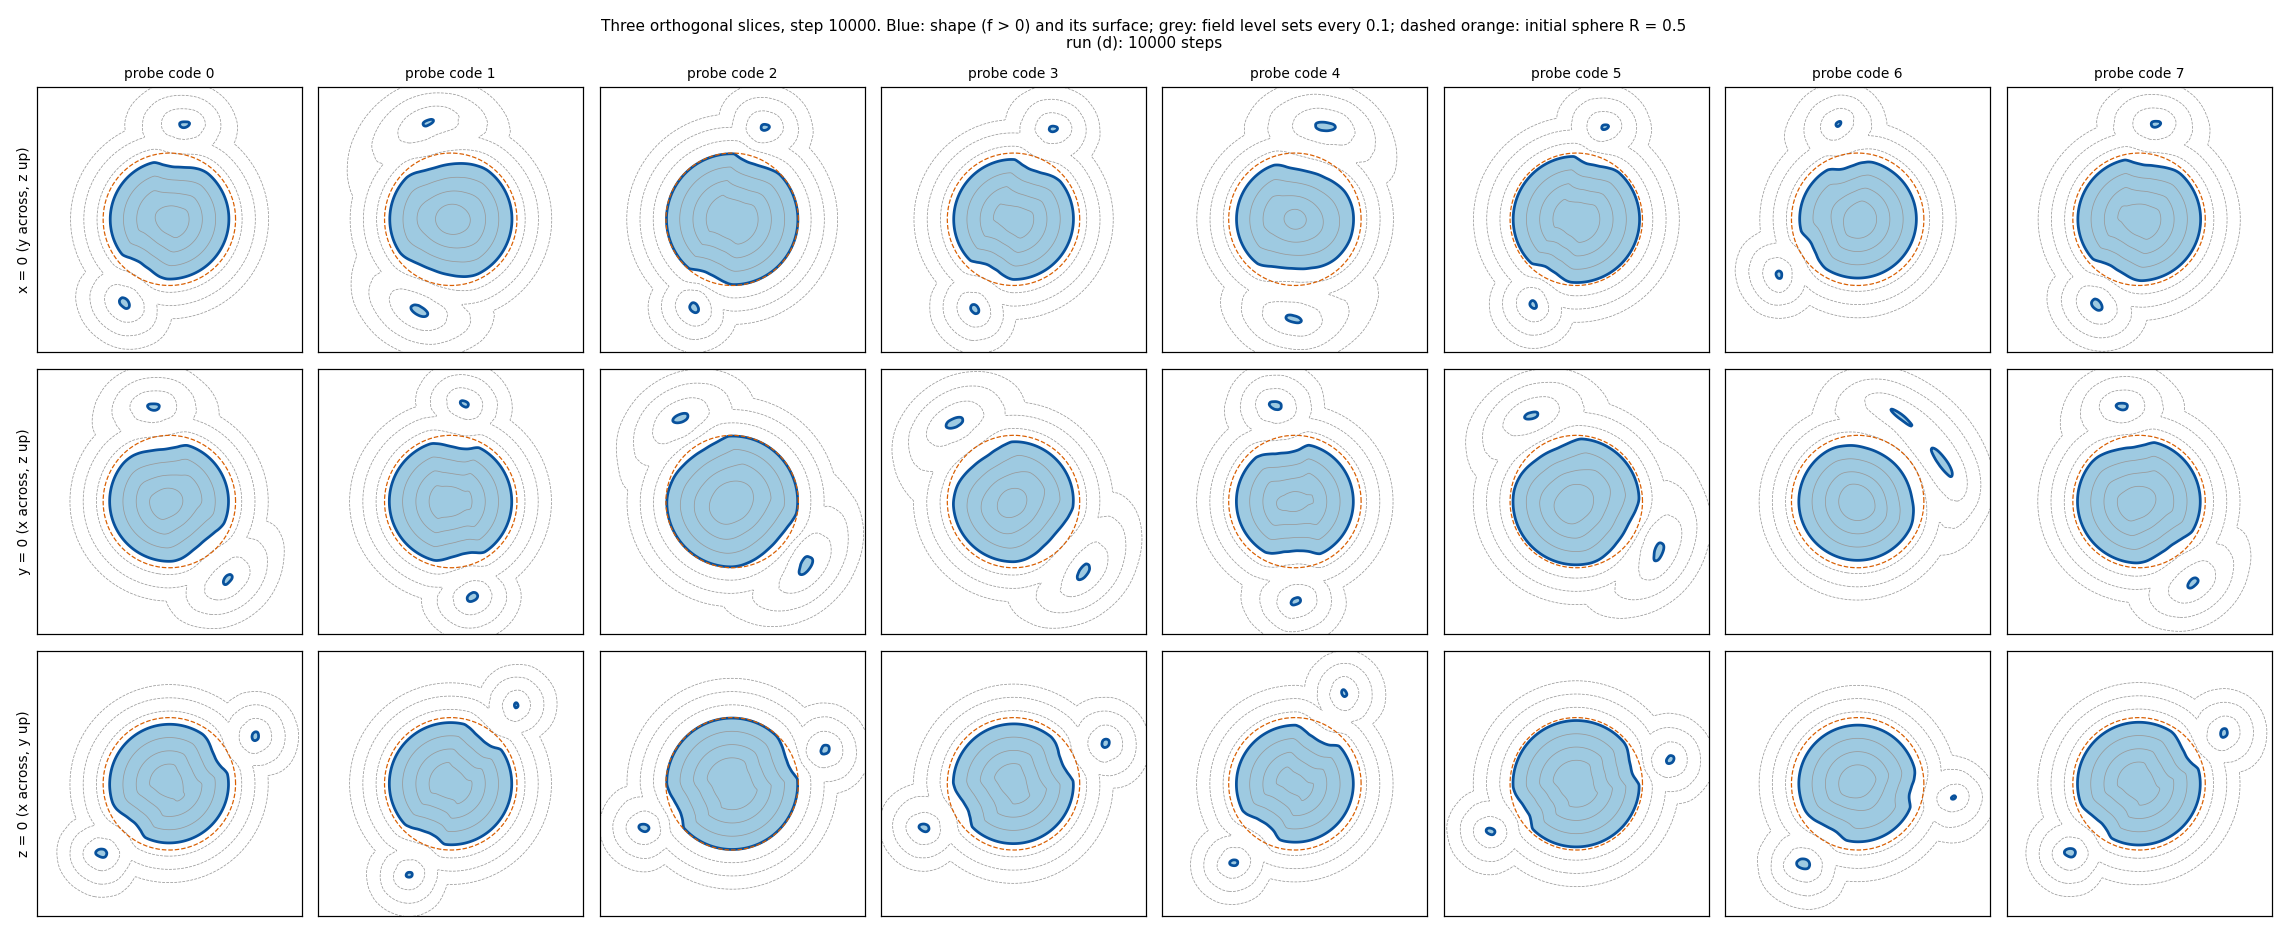 Three orthogonal slices, step 10000. Blue: shape (f > 0) and its surface; grey: field level sets every 0.1; dashed orange: initial sphere R = 0.5
run (d): 10000 steps
probe code 0
probe code 1
probe code 2
probe code 3
probe code 4
probe code 5
probe code 6
probe code 7
x = 0 (y across, z up)
y = 0 (x across, z up)
z = 0 (x across, y up)